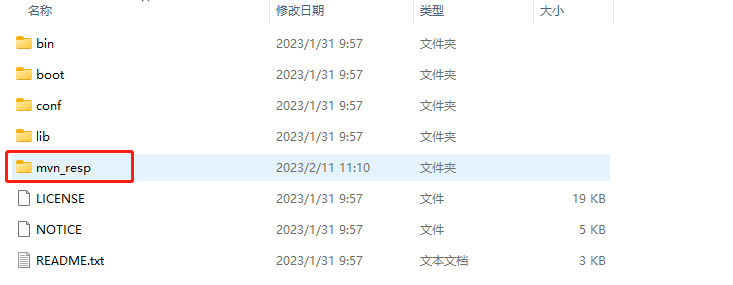 名称 修改日期 类型 大小
bin 2023/1/31 9:57 文件夹
boot 2023/1/31 9:57 文件夹
conf 2023/1/31 9:57 文件夹
lib 2023/1/31 9:57 文件夹
mvn_resp 2023/2/11 11:10 文件夹
LICENSE 2023/1/31 9:57 文件 19 KB
NOTICE 2023/1/31 9:57 文件 5 KB
README.txt 2023/1/31 9:57 文本文档 3 KB